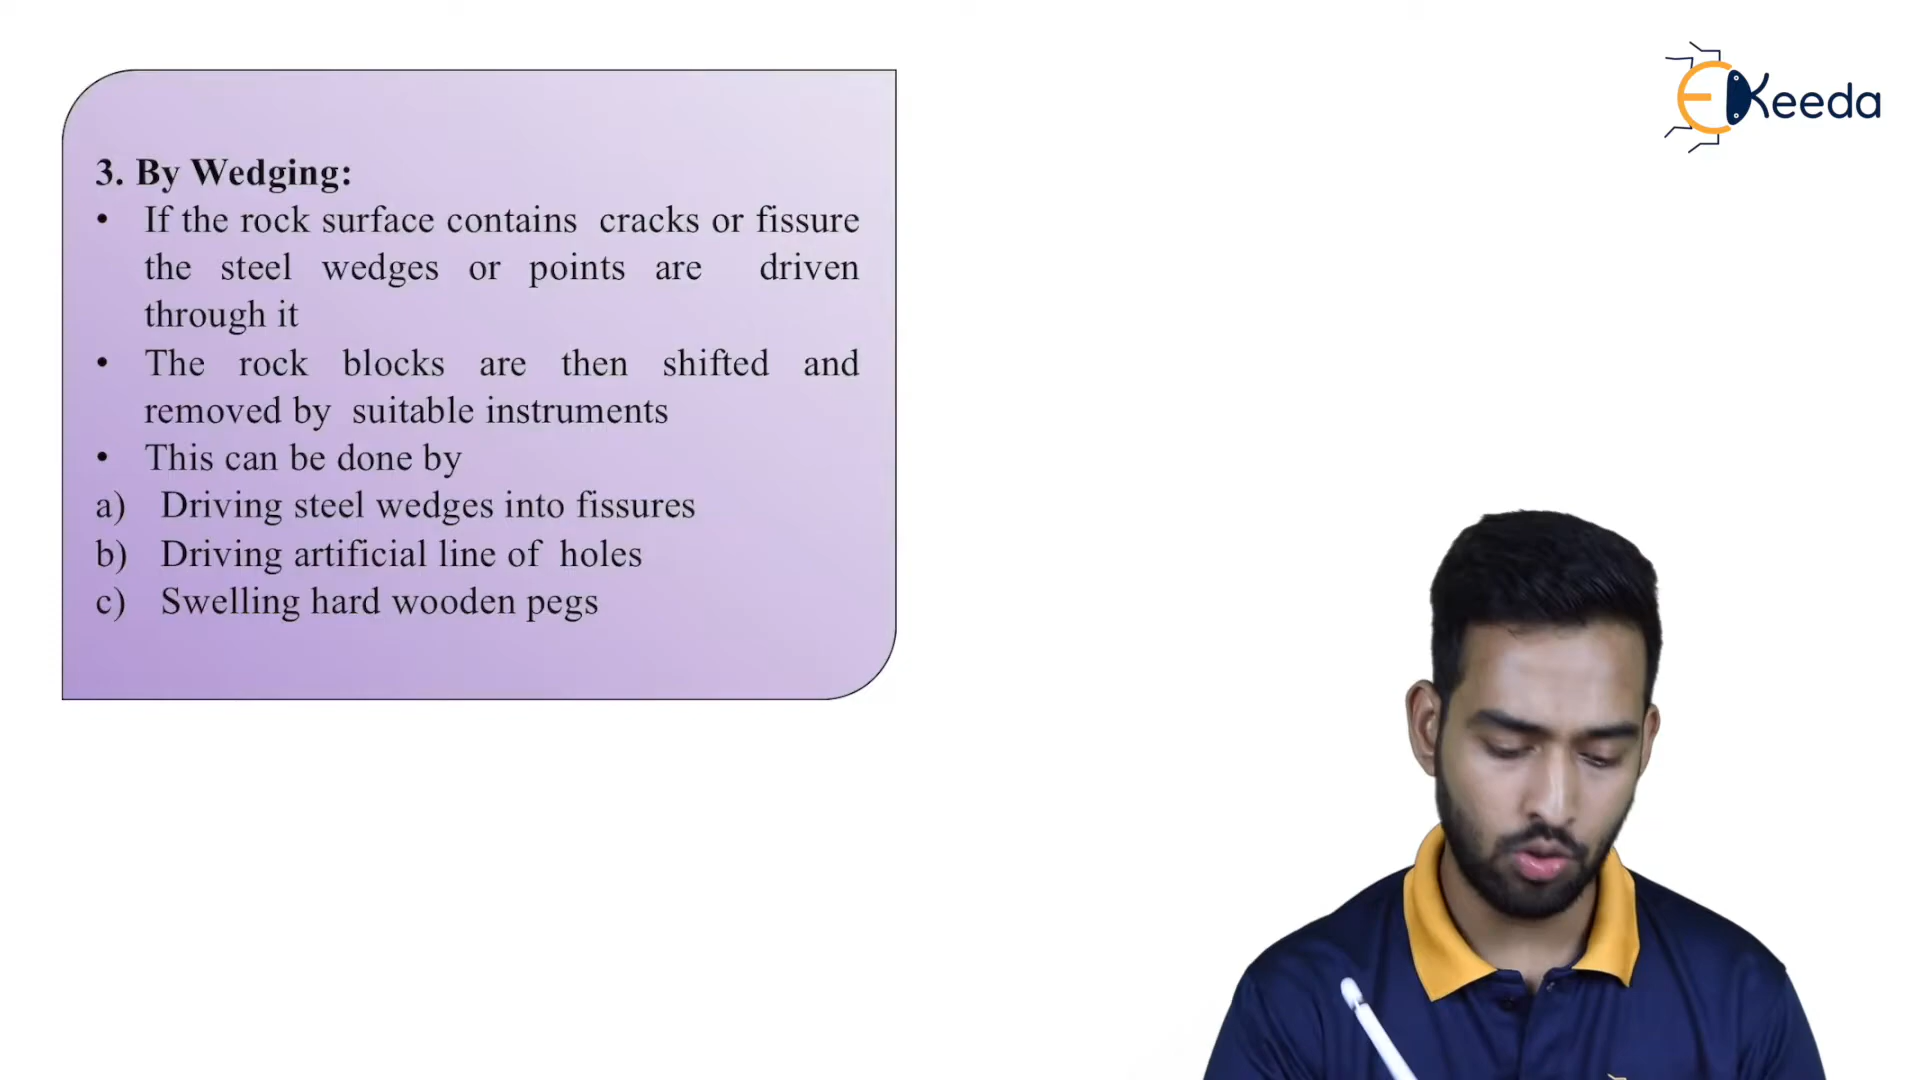 EKeeda
3. By Wedging:
• If the rock surface contains cracks or fissure
the steel wedges or points are driven
through it
• The rock blocks are then shifted and
removed by suitable instruments
• This can be done by
a) Driving steel wedges into fissures
b) Driving artificial line of holes
c) Swelling hard wooden pegs